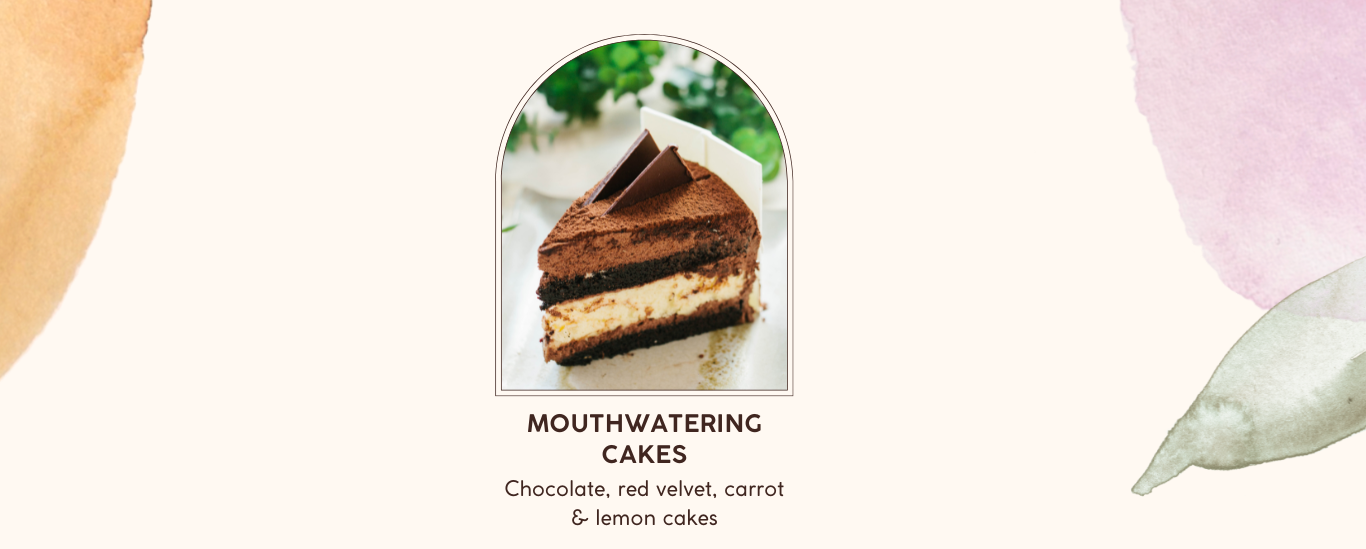 MOUTHWATERING
CAKES
Chocolate, red velvet, carrot
& lemon cakes